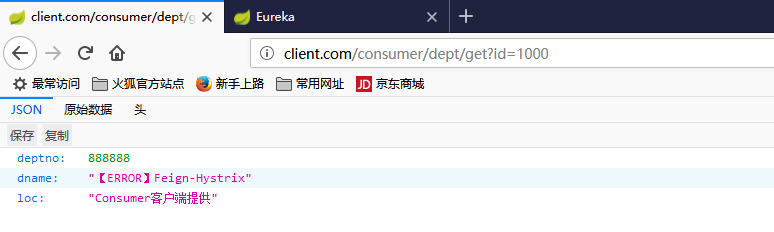 client.com/consumer/dept/g
Eureka
client.com/consumer/dept/get?id=1000
最常访问 火狐官方站点 新手上路 常用网址 JD 京东商城
JSON 原始数据 头
保存 复制
deptno: 888888
dname: "【ERROR】Feign-Hystrix"
loc: "Consumer客户端提供"